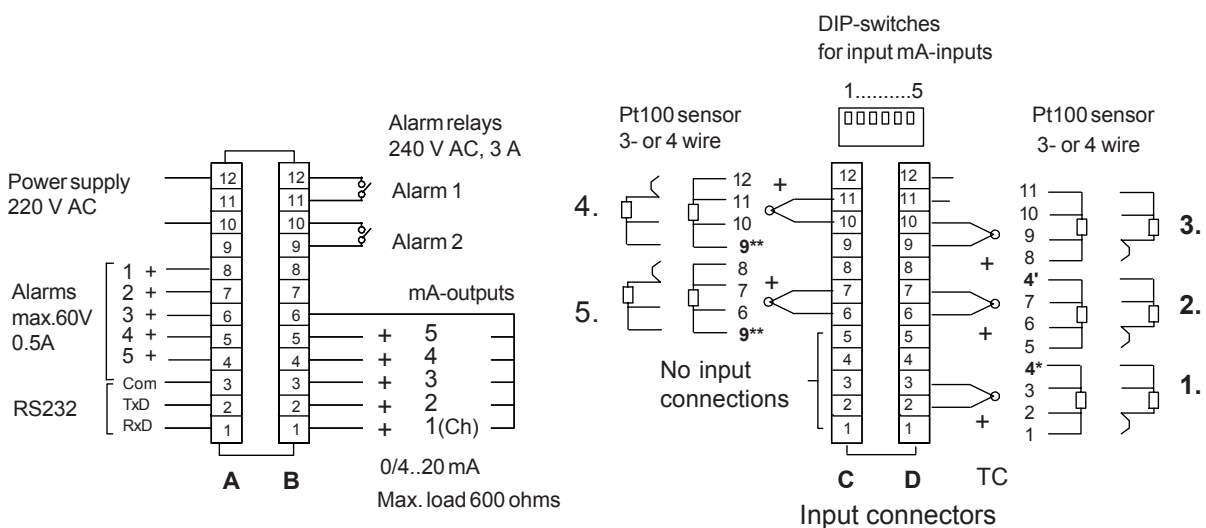 DIP-switches
for input mA-inputs
1..........5
Alarm relays
240 V AC, 3 A
Power supply
220 V AC
12
11
10
9
8
7
6
5
4
3
2
1
A
12
11
10
9
8
7
6
5
4
3
2
1
B
Alarm 1
Alarm 2
Alarms
max.60V
0.5A
1 +
2 +
3 +
4 +
5 +
RS232
Com
TxD
RxD
mA-outputs
+ 5
+ 4
+ 3
+ 2
+ 1(Ch)
0/4..20 mA
Max. load 600 ohms
Pt100 sensor
3- or 4 wire
4.
12
11
10
9**
+
5.
8
7
6
9**
+
No input
connections
12
11
10
9
8
7
6
5
4
3
2
1
C
12
11
10
9
8
7
6
5
4
3
2
1
D
+
+
+
TC
Input connectors
Pt100 sensor
3- or 4 wire
11
10
9
8
3.
4'
7
6
5
2.
4*
3
2
1
1.